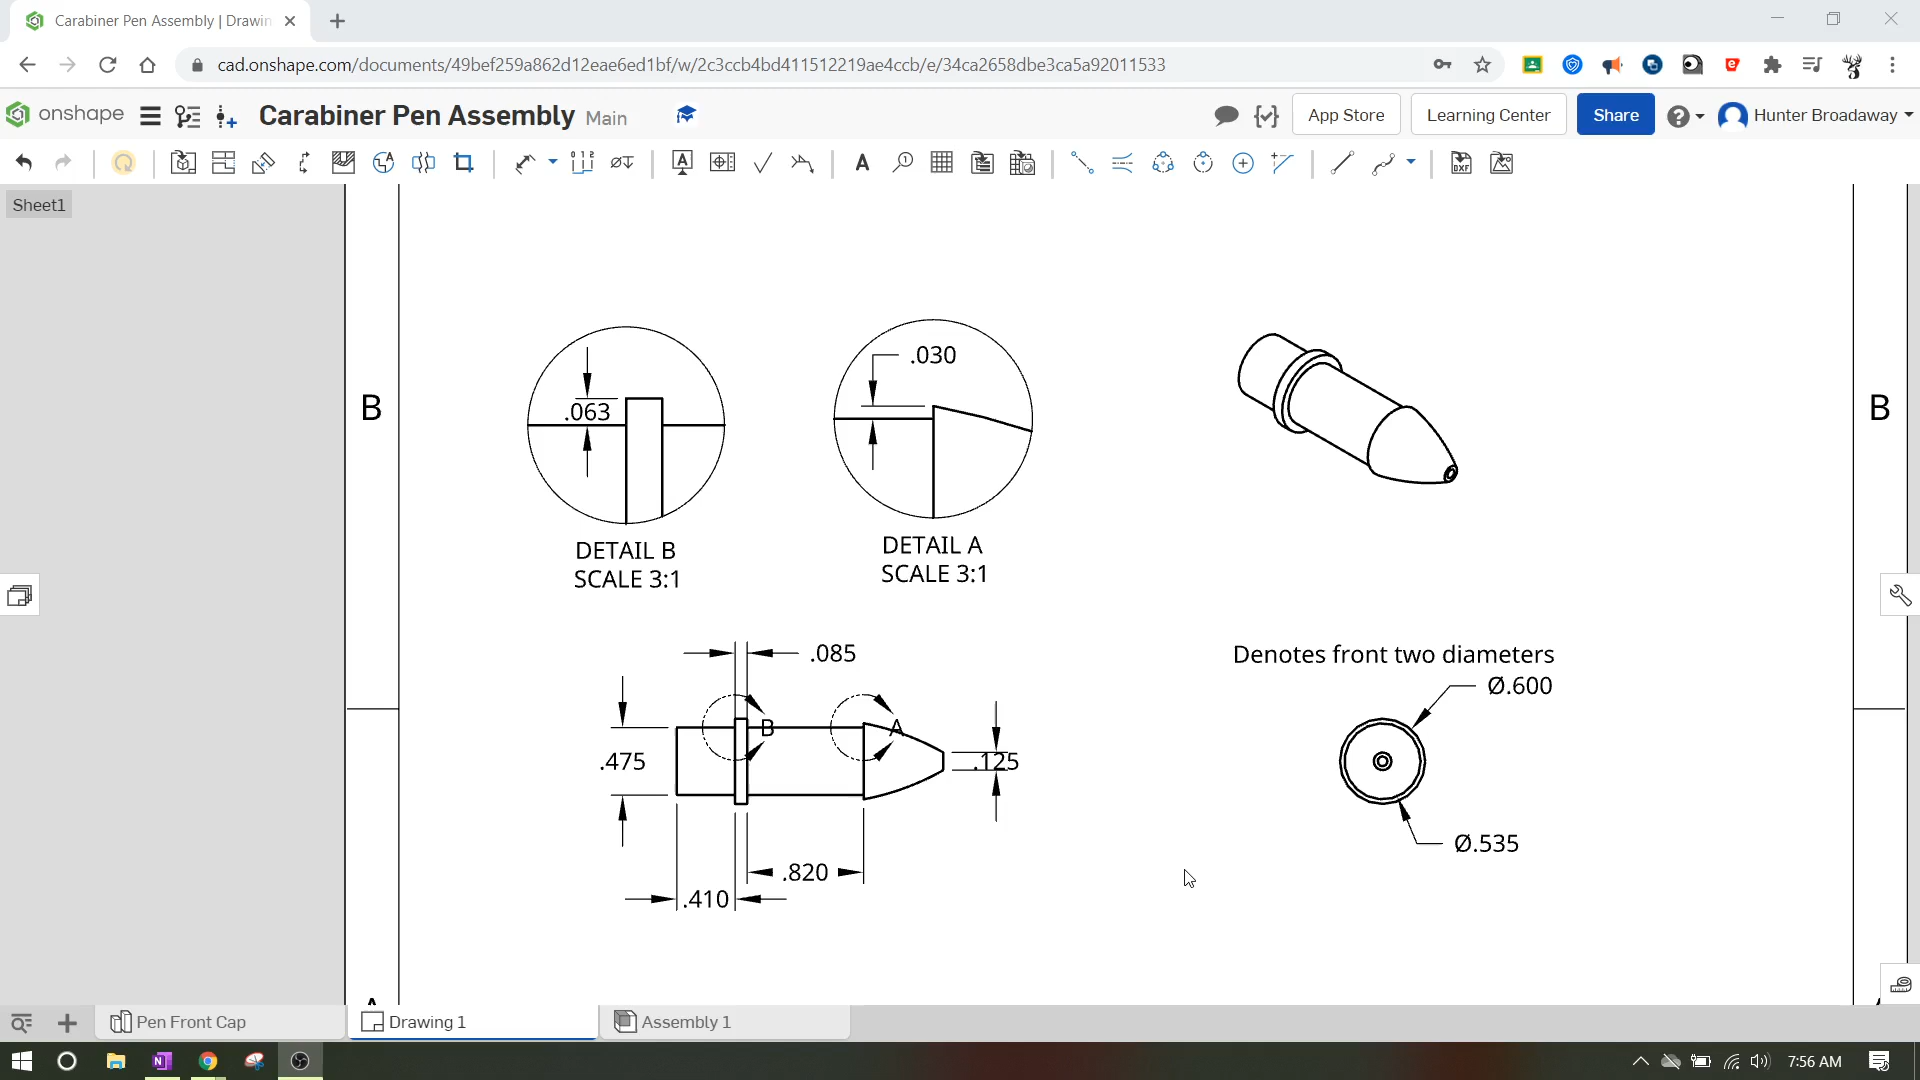 Carabiner Pen Assembly | Drawin
cad.onshape.com/documents/49bef259a862d12eae6ed1bf/w/2c3ccb4bd411512219ae4ccb/e/34ca2658dbe3ca5a92011533
onshape
Carabiner Pen Assembly Main
App Store
Learning Center
Share
Hunter Broadaway
Sheet1
B
B
.063
.030
DETAIL B
SCALE 3:1
DETAIL A
SCALE 3:1
.085
B
A
.475
.125
.820
.410
Denotes front two diameters
Ø.600
Ø.535
Pen Front Cap
Drawing 1
Assembly 1
7:56 AM